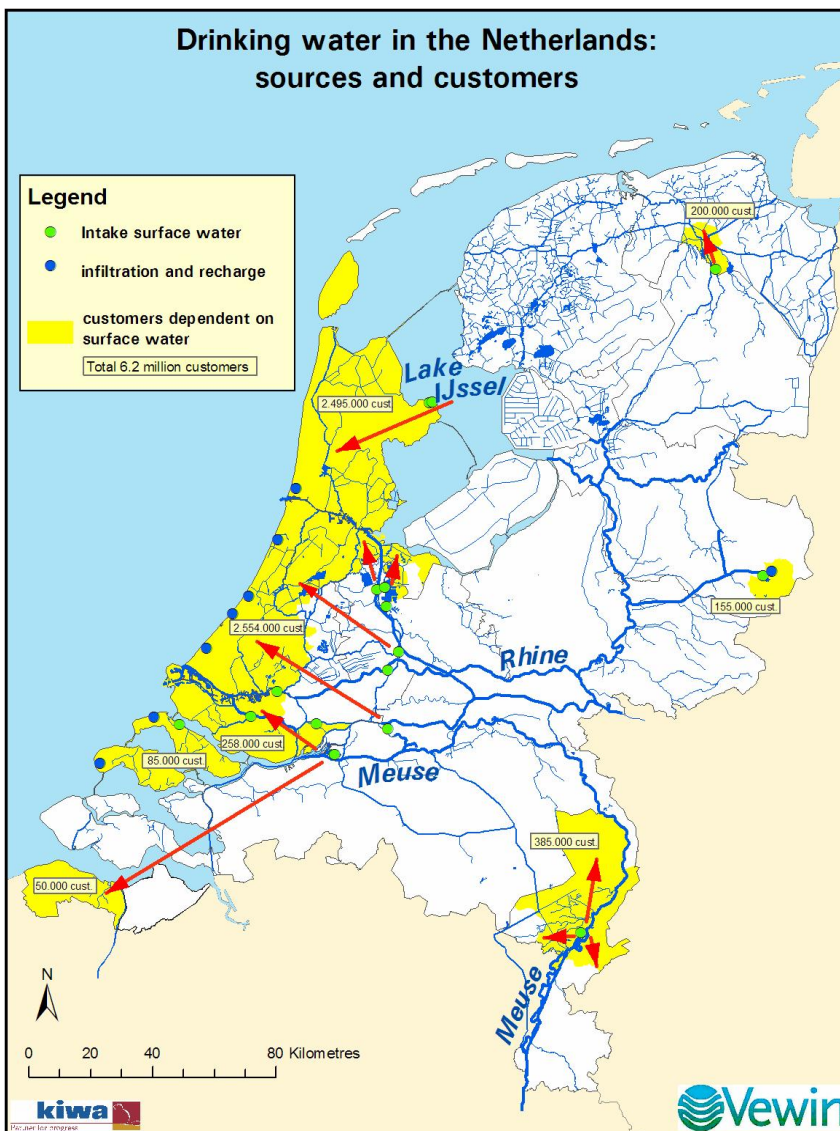 Drinking water in the Netherlands:
sources and customers
Legend
Intake surface water
infiltration and recharge
customers dependent on
surface water
Total 6.2 million customers
200.000 cust.
Lake
IJssel
2.495.000 cust.
155.000 cust.
2.554.000 cust.
Rhine
258.000 cust.
85.000 cust.
Meuse
385.000 cust.
50.000 cust.
Meuse
N
0 20 40 80 Kilometres
kiwa
Partner for progress
Vewin